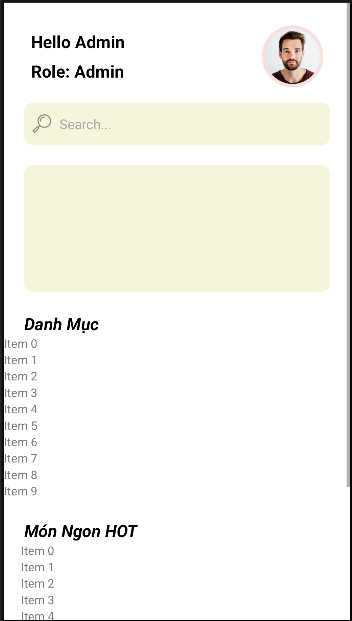 Hello Admin
Role: Admin
Search...
Danh Mục
Item 0
Item 1
Item 2
Item 3
Item 4
Item 5
Item 6
Item 7
Item 8
Item 9
Món Ngon HOT
Item 0
Item 1
Item 2
Item 3
Item 4